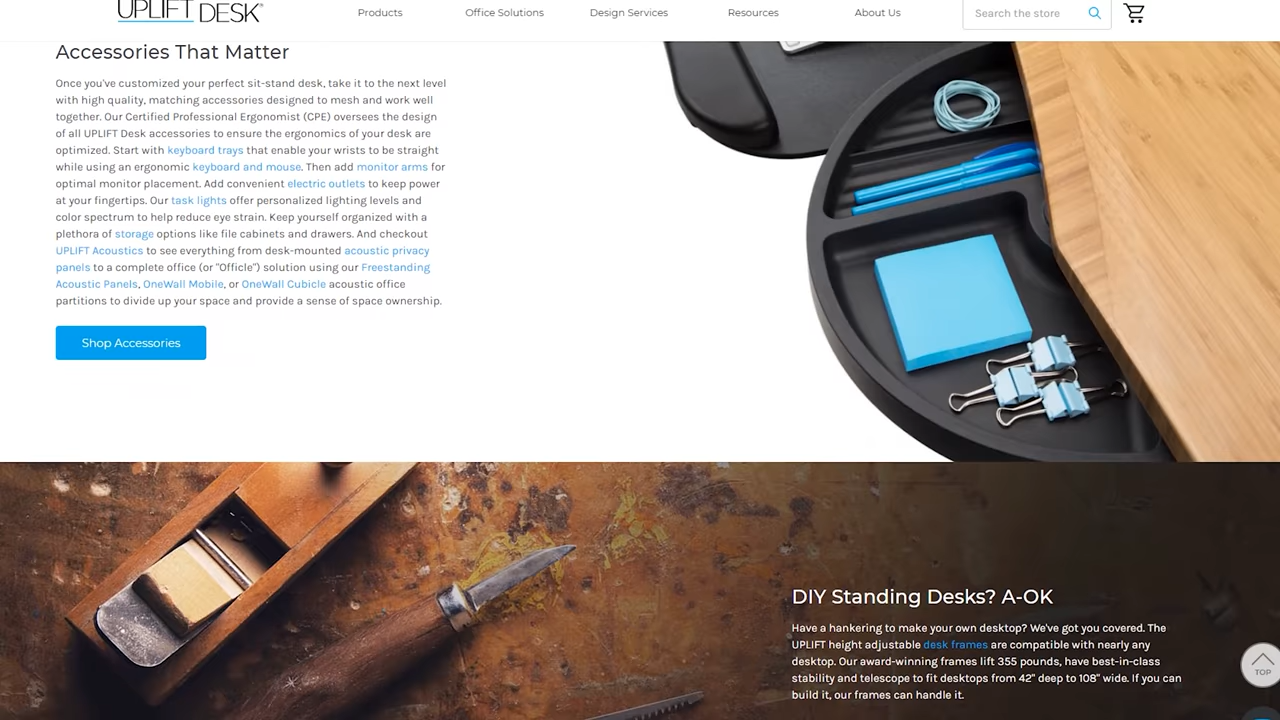 UPLIFT DESK®
Products
Office Solutions
Design Services
Resources
About Us
Search the store
Accessories That Matter
Once you've customized your perfect sit-stand desk, take it to the next level
with high quality, matching accessories designed to mesh and work well
together. Our Certified Professional Ergonomist (CPE) oversees the design
of all UPLIFT Desk accessories to ensure the ergonomics of your desk are
optimized. Start with keyboard trays that enable your wrists to be straight
while using an ergonomic keyboard and mouse. Then add monitor arms for
optimal monitor placement. Add convenient electric outlets to keep power
at your fingertips. Our task lights offer personalized lighting levels and
color spectrum to help reduce eye strain. Keep yourself organized with a
plethora of storage options like file cabinets and drawers. And checkout
UPLIFT Acoustics to see everything from desk-mounted acoustic privacy
panels to a complete office (or "Officle") solution using our Freestanding
Acoustic Panels, OneWall Mobile, or OneWall Cubicle acoustic office
partitions to divide up your space and provide a sense of space ownership.
Shop Accessories
DIY Standing Desks? A-OK
Have a hankering to make your own desktop? We've got you covered. The
UPLIFT height adjustable desk frames are compatible with nearly any
desktop. Our award-winning frames lift 355 pounds, have best-in-class
stability and telescope to fit desktops from 42" deep to 108" wide. If you can
build it, our frames can handle it.
TOP